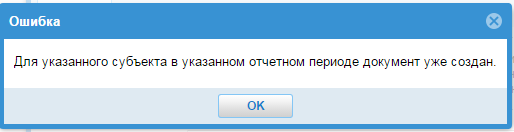 Ошибка
Для указанного субъекта в указанном отчетном периоде документ уже создан.
OK